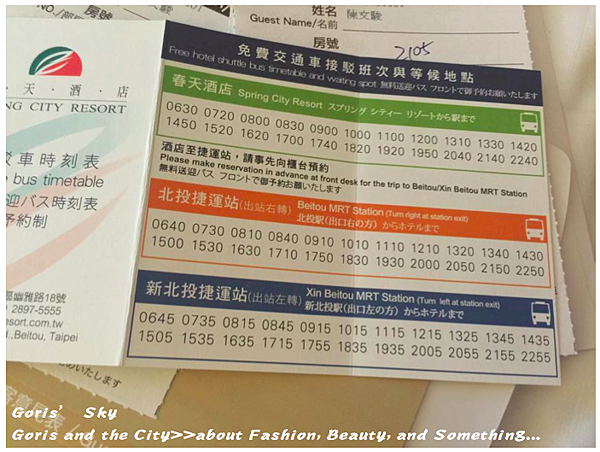 姓名
Guest Name/名前
陳文駿
房號
2105
天・酒・店
NG CITY RESORT
車時刻表
bus timetable
迎バス時刻表
予約制
幽雅路18號
2897-5555
esort.com.tw
d.,Beitou, Taipei
免費交通車接駁班次與等候地點
Free hotel shuttle bus timetable and waiting spot 無料送迎バス フロントで御予約お願いたします
春天酒店 Spring City Resort スプリング シティー リゾートから駅まで
0630 0720 0800 0830 0900 1000 1100 1200 1310 1330 1420
1450 1520 1620 1700 1740 1820 1920 1950 2040 2140 2240
酒店至捷運站，請事先向櫃台預約
Please make reservation in advance at front desk for the trip to Beitou/Xin Beitou MRT Station
無料送迎バス フロントで御予約お願いいたします
北投捷運站(出站右轉) Beitou MRT Station (Turn right at station exit)
北投駅(出口右の方) からホテルまで
0640 0730 0810 0840 0910 1010 1110 1210 1320 1340 1430
1500 1530 1630 1710 1750 1830 1930 2000 2050 2150 2250
新北投捷運站(出站左轉) Xin Beitou MRT Station (Turn left at station exit)
新北投駅(出口左の方) からホテルまで
0645 0735 0815 0845 0915 1015 1115 1215 1325 1345 1435
1505 1535 1635 1715 1755 1835 1935 2005 2055 2155 2255
Goris' Sky
Goris and the City>>about Fashion, Beauty, and Something...